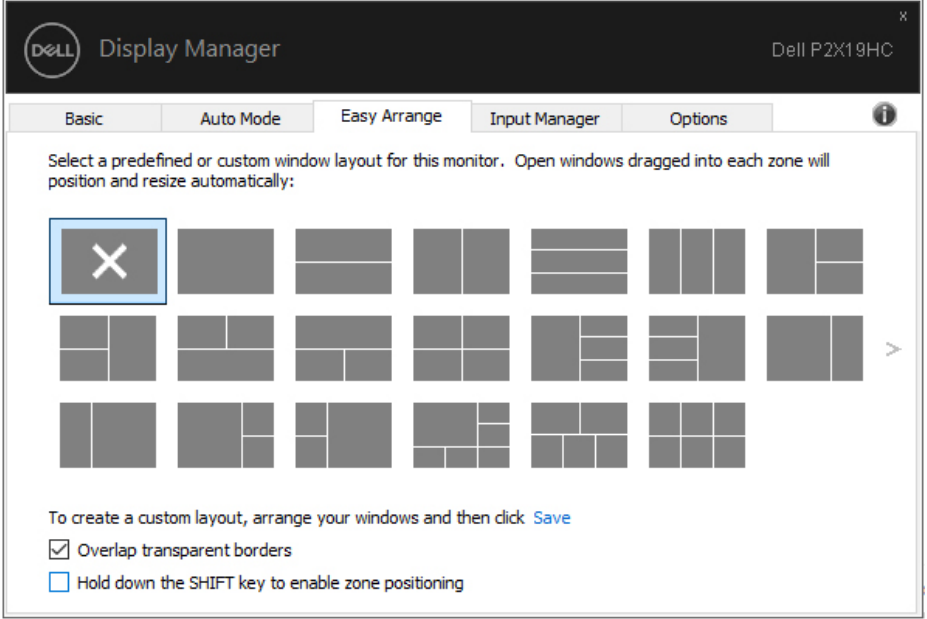 x
DELL Display Manager Dell P2X19HC
Basic Auto Mode Easy Arrange Input Manager Options
Select a predefined or custom window layout for this monitor. Open windows dragged into each zone will
position and resize automatically:
>
To create a custom layout, arrange your windows and then click Save
Overlap transparent borders
Hold down the SHIFT key to enable zone positioning